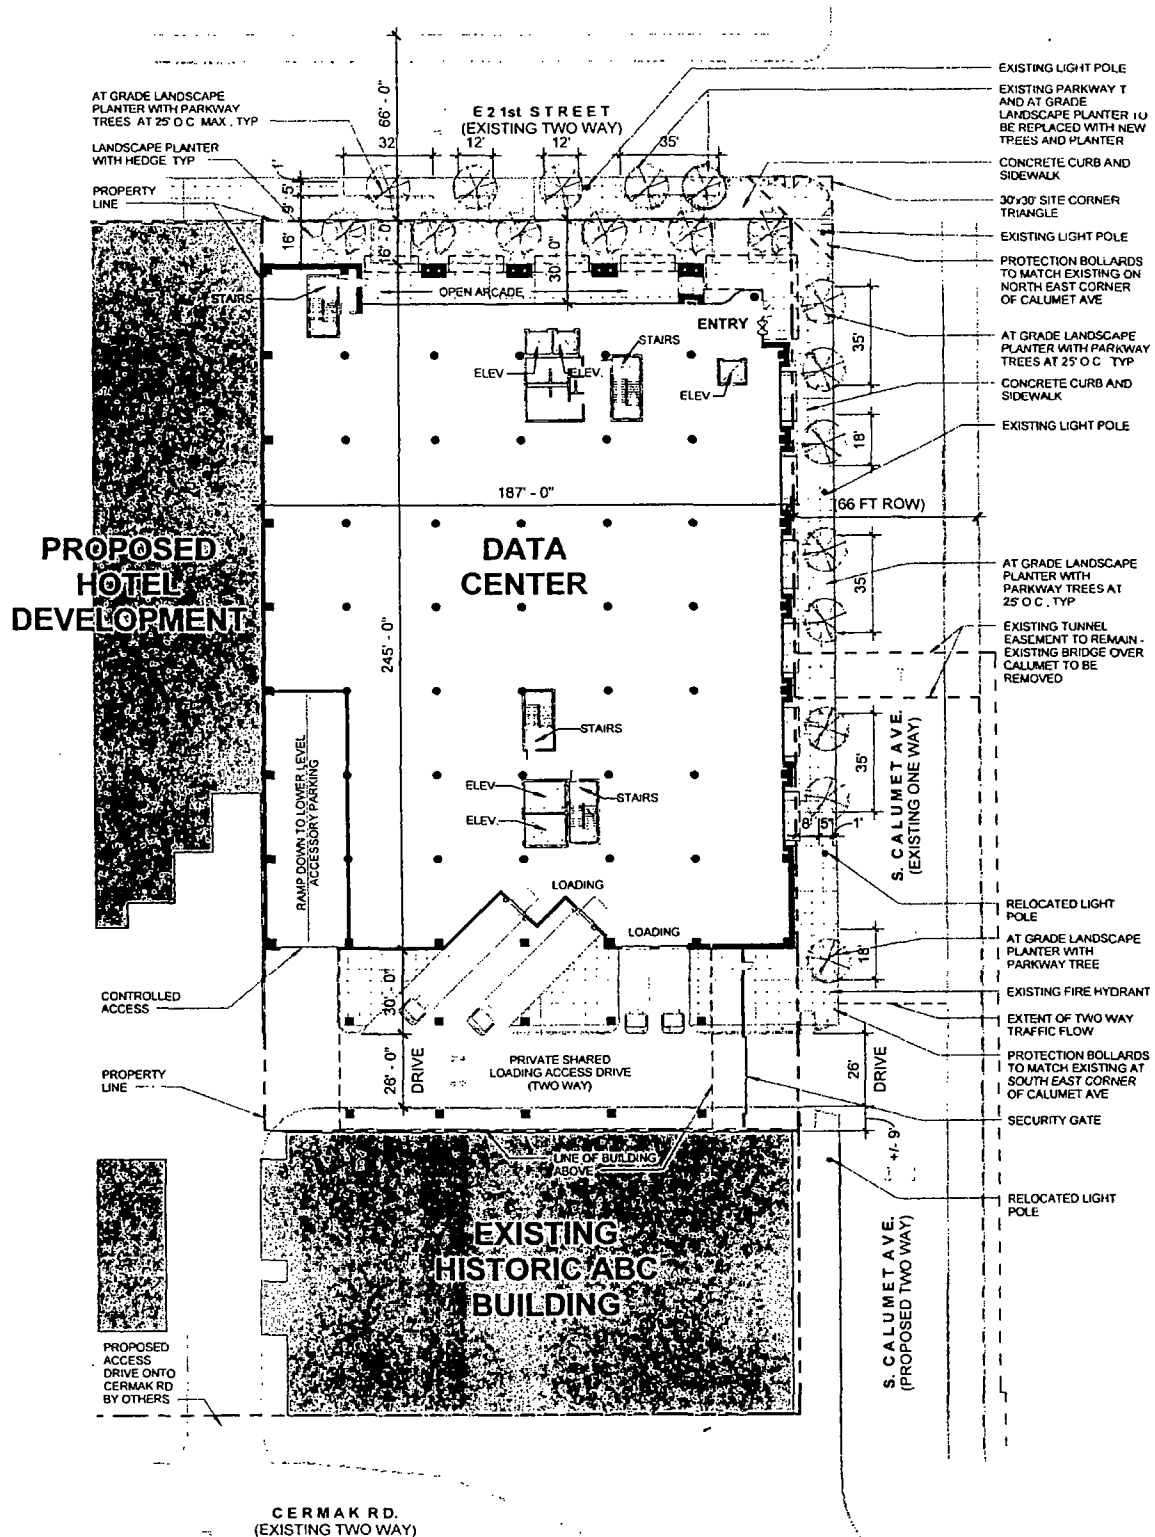 AT GRADE LANDSCAPE
PLANTER WITH PARKWAY
TREES AT 25' O C MAX , TYP
LANDSCAPE PLANTER
WITH HEDGE TYP
PROPERTY
LINE
66' - 0"
E 2 1st STREET
(EXISTING TWO WAY)
32'
12'
12'
35'
1'
5'
9'
16'
16' - 0"
30' - 0"
EXISTING LIGHT POLE
EXISTING PARKWAY T
AND AT GRADE
LANDSCAPE PLANTER TO
BE REPLACED WITH NEW
TREES AND PLANTER
CONCRETE CURB AND
SIDEWALK
30'x30' SITE CORNER
TRIANGLE
EXISTING LIGHT POLE
PROTECTION BOLLARDS
TO MATCH EXISTING ON
NORTH EAST CORNER
OF CALUMET AVE
AT GRADE LANDSCAPE
PLANTER WITH PARKWAY
TREES AT 25' O C TYP
CONCRETE CURB AND
SIDEWALK
EXISTING LIGHT POLE
STAIRS
OPEN ARCADE
ENTRY
STAIRS
ELEV
ELEV.
ELEV
35'
18'
187' - 0"
(66 FT ROW)
PROPOSED
HOTEL
DEVELOPMENT
DATA
CENTER
245' - 0"
35'
AT GRADE LANDSCAPE
PLANTER WITH
PARKWAY TREES AT
25' O C , TYP
EXISTING TUNNEL
EASEMENT TO REMAIN -
EXISTING BRIDGE OVER
CALUMET TO BE
REMOVED
STAIRS
ELEV
STAIRS
ELEV.
RAMP DOWN TO LOWER LEVEL
ACCESSORY PARKING
35'
8'
5'
1'
S. CALUMET AVE.
(EXISTING ONE WAY)
LOADING
LOADING
RELOCATED LIGHT
POLE
AT GRADE LANDSCAPE
PLANTER WITH
PARKWAY TREE
18'
EXISTING FIRE HYDRANT
EXTENT OF TWO WAY
TRAFFIC FLOW
PROTECTION BOLLARDS
TO MATCH EXISTING AT
SOUTH EAST CORNER
OF CALUMET AVE
SECURITY GATE
RELOCATED LIGHT
POLE
CONTROLLED
ACCESS
30' - 0"
26' - 0"
DRIVE
PRIVATE SHARED
LOADING ACCESS DRIVE
(TWO WAY)
26'
DRIVE
PROPERTY
LINE
LINE OF BUILDING
ABOVE
+/- 9'
EXISTING
HISTORIC ABC
BUILDING
S. CALUMET AVE.
(PROPOSED TWO WAY)
PROPOSED
ACCESS
DRIVE ONTO
CERMAK RD
BY OTHERS
CERMAK RD.
(EXISTING TWO WAY)